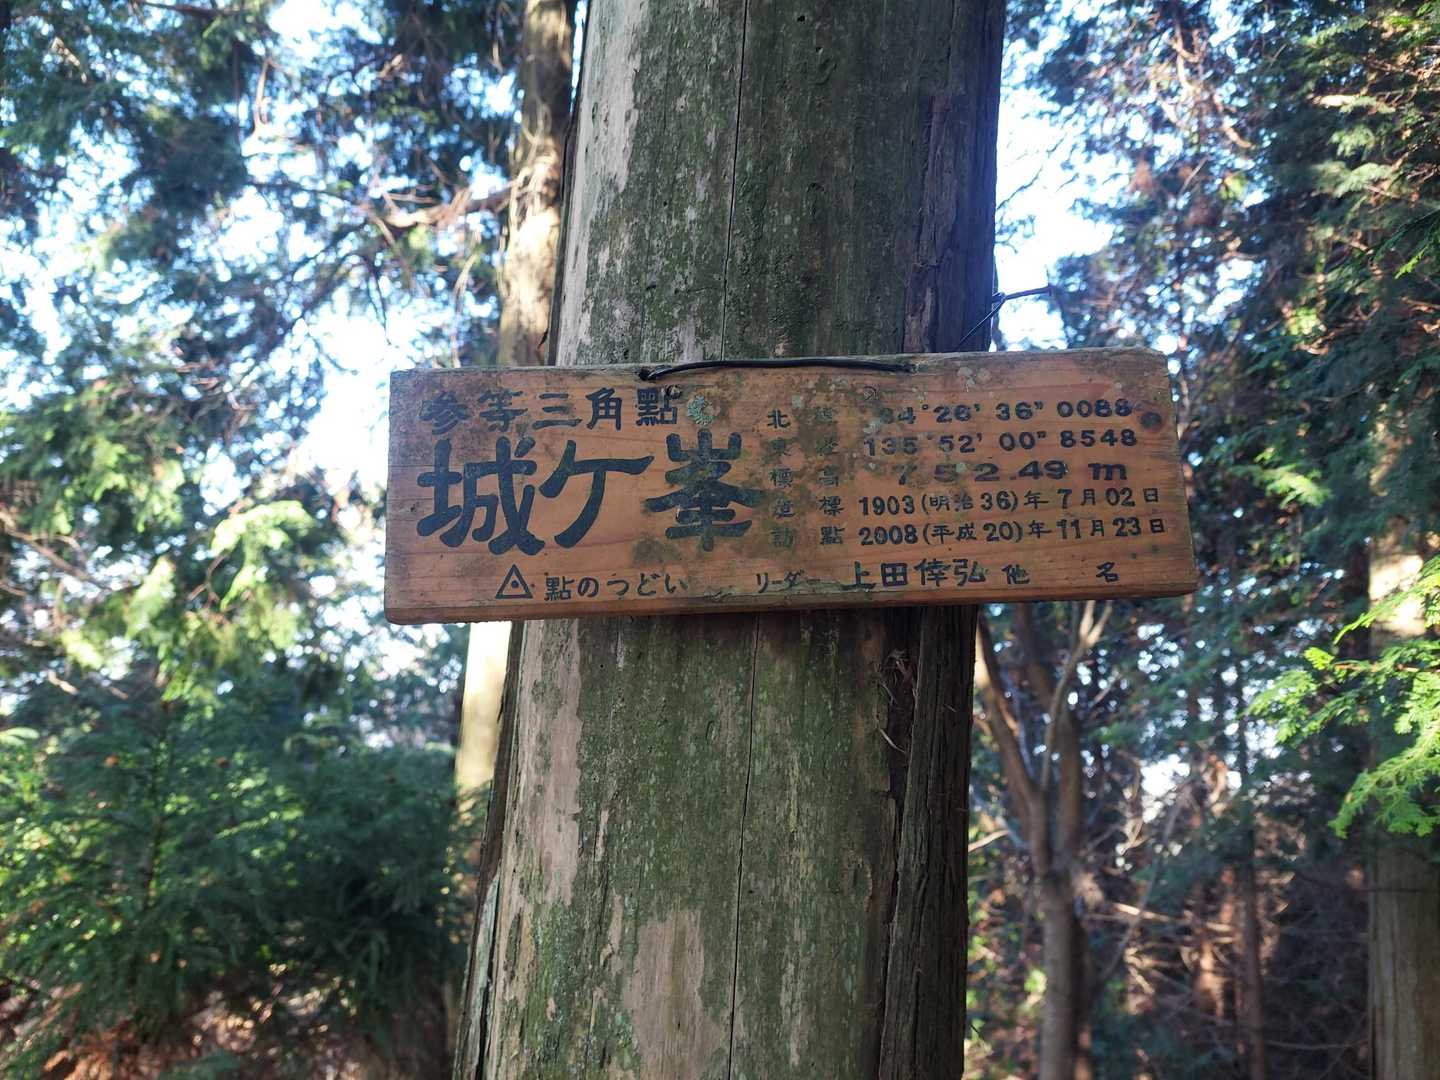 参等三角點
城ケ峯
北緯 34°26' 36" 0088
東経 135°52' 00" 8548
標高 752.49 m
造標 1903(明治36)年 7月02日
訪點 2008(平成20)年 11月23日
點のつどい リーダー 上田倖弘 他 名